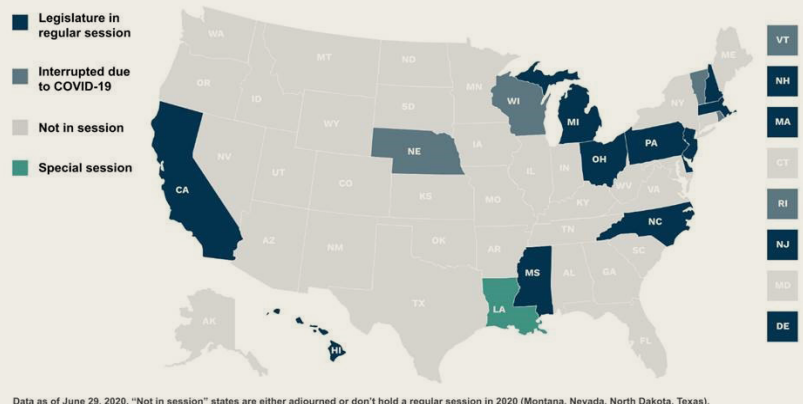 Legislature in
regular session
Interrupted due
to COVID-19
Not in session
Special session
WA
MT
ND
MN
ME
OR
ID
SD
WI
MI
NY
WY
NE
IA
PA
NV
UT
CO
KS
MO
IL
IN
OH
WV
VA
KY
CA
AZ
NM
OK
AR
TN
NC
SC
TX
LA
MS
AL
GA
FL
AK
HI
VT
NH
MA
CT
RI
NJ
MD
DE
Data as of June 29, 2020. “Not in session” states are either adjourned or don’t hold a regular session in 2020 (Montana, Nevada, North Dakota, Texas).